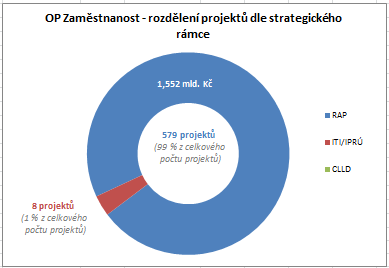 OP Zaměstnanost - rozdělení projektů dle strategického
rámce
1,552 mld. Kč
579 projektů
(99 % z celkového
počtu projektů)
8 projektů
(1 % z celkového
počtu projektů)
RAP
ITI/IPRÚ
CLLD